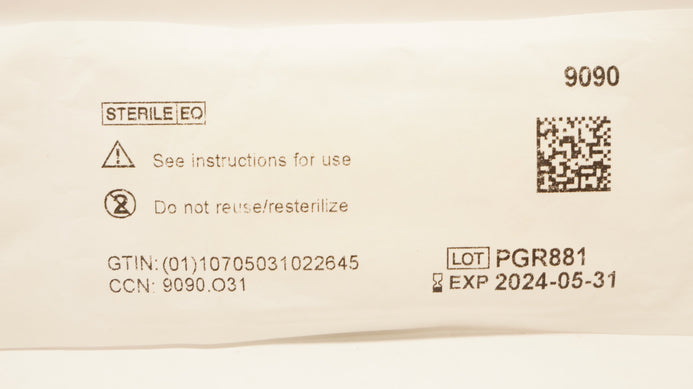 9090
STERILE EO
See instructions for use
Do not reuse/resterilize
GTIN: (01)10705031022645
CCN: 9090.O31
LOT PGR881
EXP 2024-05-31